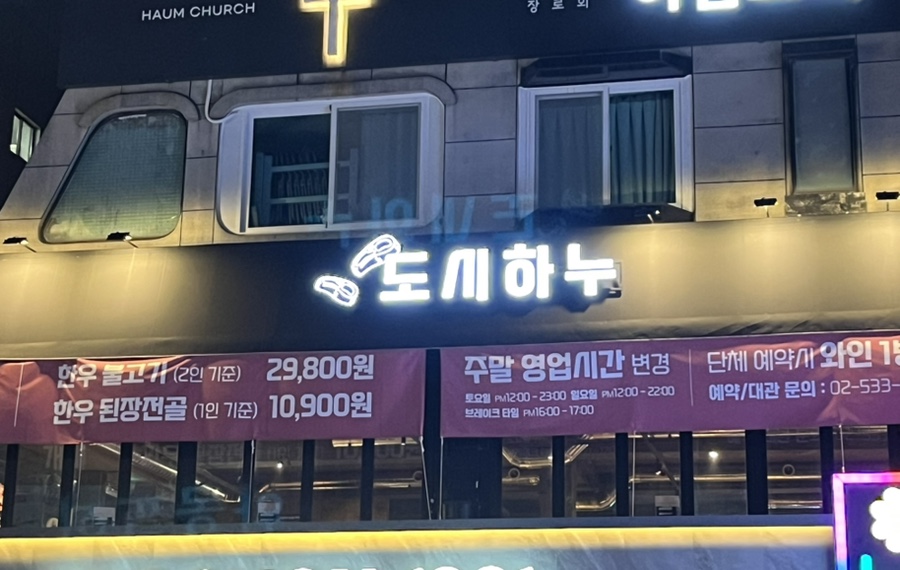 HAUM CHURCH
장로회
도시하누
한우 불고기 (2인 기준) 29,800원
한우 된장전골 (1인 기준) 10,900원
주말 영업시간 변경
토요일 PM12:00 - 23:00 일요일 PM12:00 - 22:00
브레이크 타임 PM16:00 - 17:00
단체 예약시 와인 1
예약/대관 문의 : 02-533-